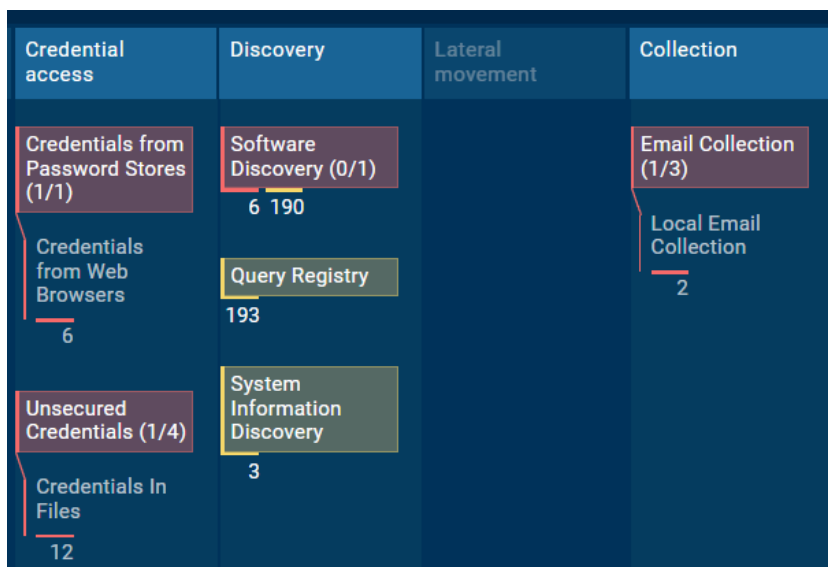 Credential
access
Discovery
Lateral
movement
Collection
Credentials from
Password Stores
(1/1)
Credentials
from Web
Browsers
6
Unsecured
Credentials (1/4)
Credentials In
Files
12
Software
Discovery (0/1)
6 190
Query Registry
193
System
Information
Discovery
3
Email Collection
(1/3)
Local Email
Collection
2